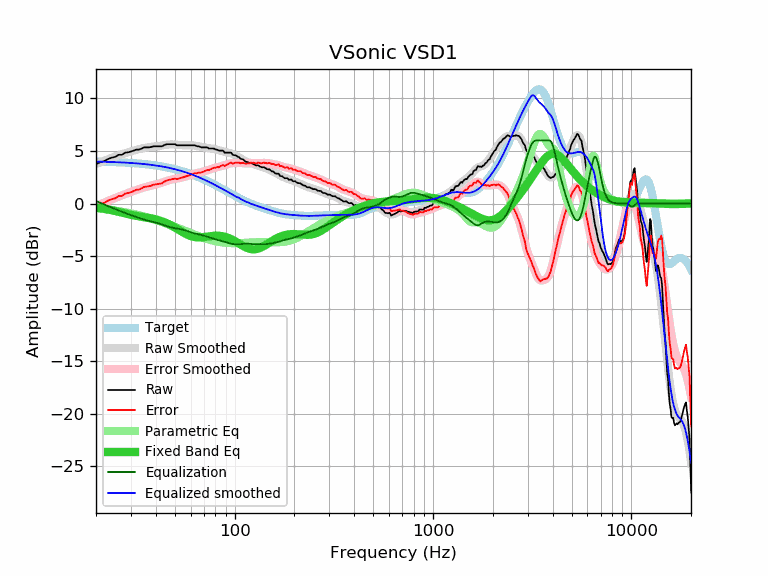 VSonic VSD1
10
5
0
−5
−10
−15
−20
−25
Amplitude (dBr)
Target
Raw Smoothed
Error Smoothed
Raw
Error
Parametric Eq
Fixed Band Eq
Equalization
Equalized smoothed
100 1000 10000
Frequency (Hz)